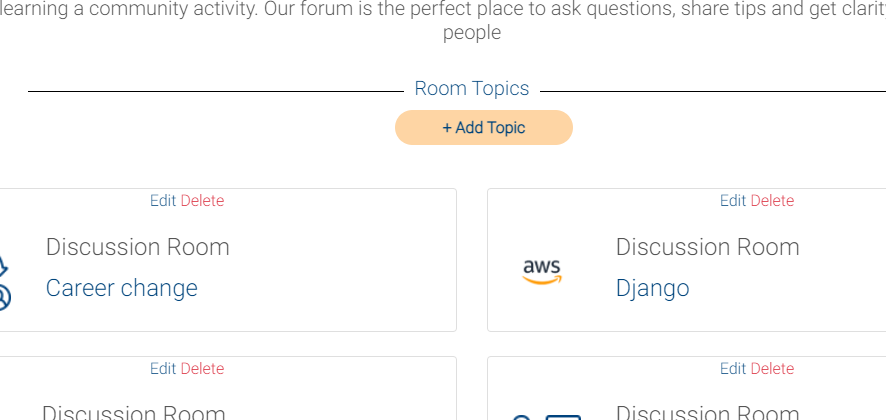 learning a community activity. Our forum is the perfect place to ask questions, share tips and get
people
Room Topics
+ Add Topic
Edit Delete
Discussion Room
Career change
Edit Delete
aws
Discussion Room
Django
Edit Delete
Discussion Room
Edit Delete
Discussion Room